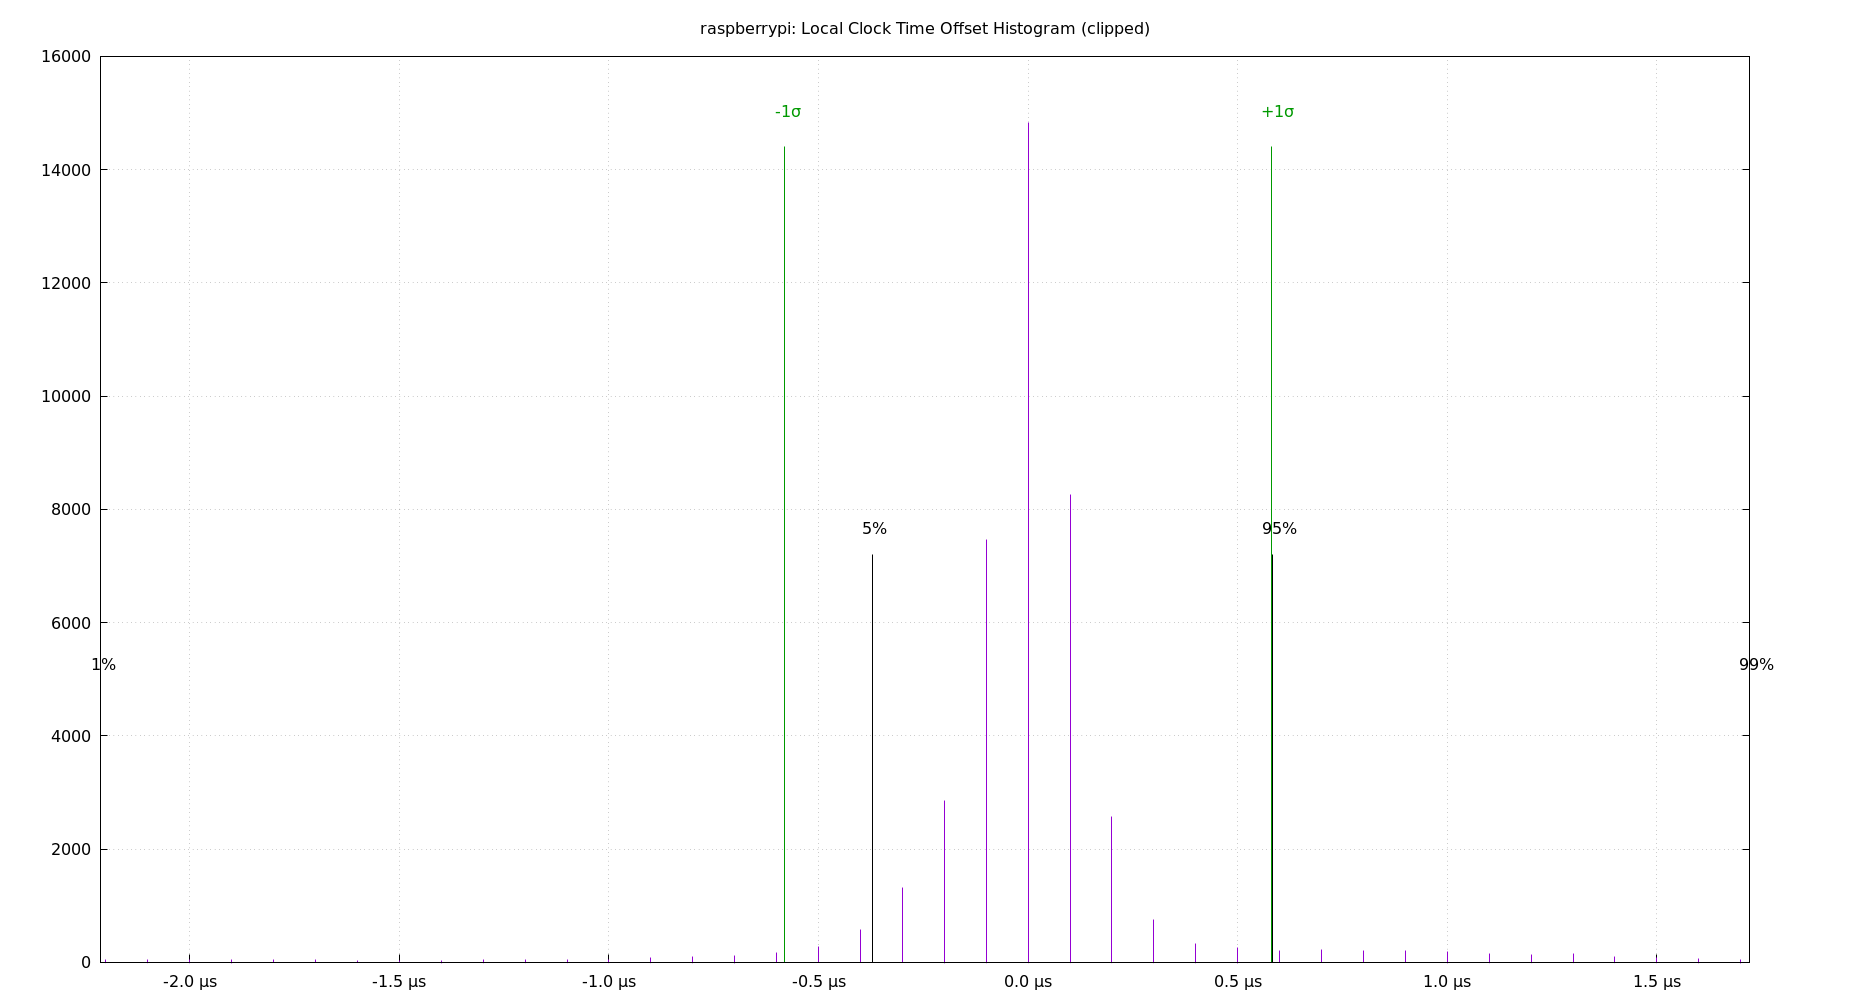 raspberrypi: Local Clock Time Offset Histogram (clipped)
16000
-1σ
+1σ
14000
12000
10000
8000
5%
95%
6000
1%
99%
4000
2000
0
-2.0 µs
-1.5 µs
-1.0 µs
-0.5 µs
0.0 µs
0.5 µs
1.0 µs
1.5 µs